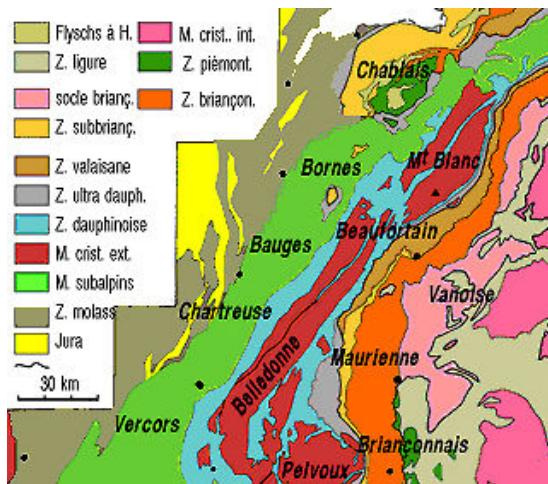 Flyschs à H.
M. crist.. int.
Z. ligure
Z. pièmont.
socle brianç.
Z. briançon.
Z. subbrianç.
Z. valaisane
Z. ultra dauph.
Z. dauphinoise
M. crist. ext.
M. subalpins
Z. molass
Jura
30 km
Chablais
Mt Blanc
Bornes
Beaufortain
Bauges
Vanoise
Chartreuse
Maurienne
Belledonne
Vercors
Briançonnais
Pelvoux